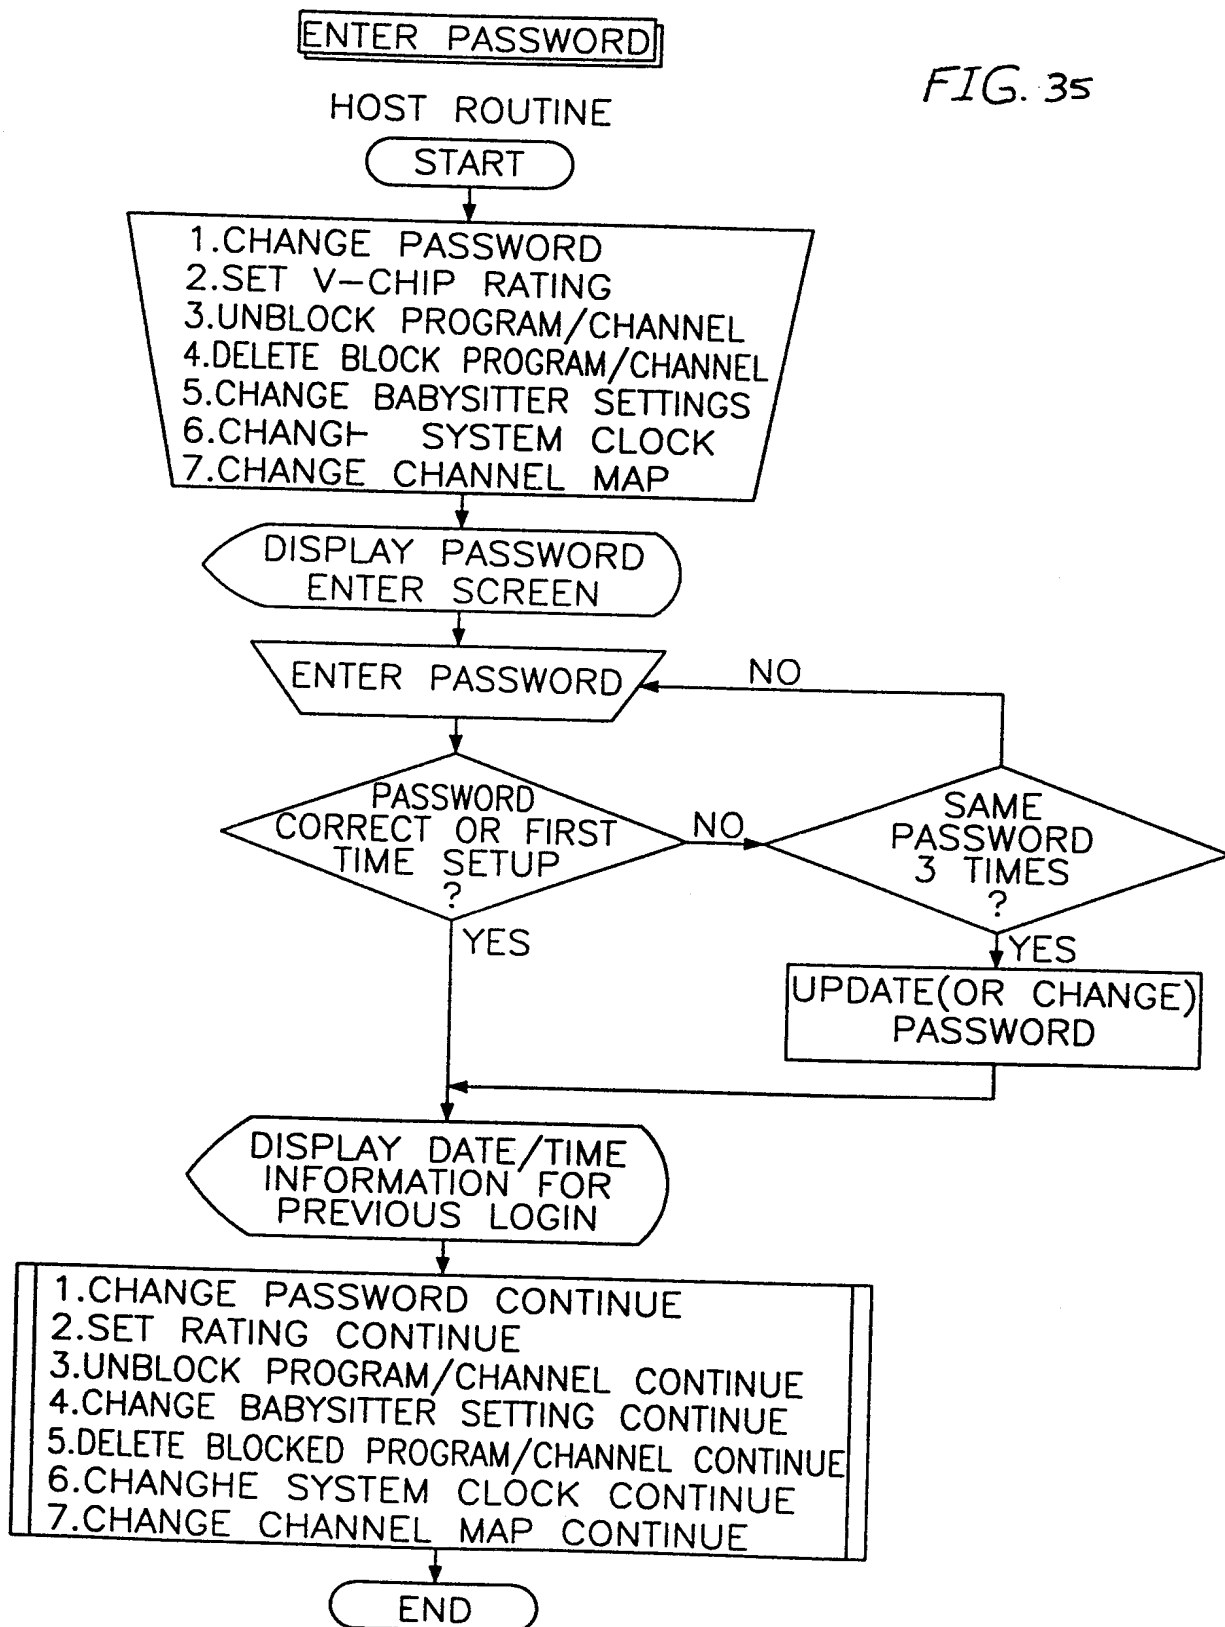 ENTER PASSWORD
FIG. 35
HOST ROUTINE
START
1.CHANGE PASSWORD
2.SET V-CHIP RATING
3.UNBLOCK PROGRAM/CHANNEL
4.DELETE BLOCK PROGRAM/CHANNEL
5.CHANGE BABYSITTER SETTINGS
6.CHANGE SYSTEM CLOCK
7.CHANGE CHANNEL MAP
DISPLAY PASSWORD
ENTER SCREEN
ENTER PASSWORD
NO
PASSWORD
CORRECT OR FIRST
TIME SETUP
?
NO
SAME
PASSWORD
3 TIMES
?
YES
YES
UPDATE(OR CHANGE)
PASSWORD
DISPLAY DATE/TIME
INFORMATION FOR
PREVIOUS LOGIN
1.CHANGE PASSWORD CONTINUE
2.SET RATING CONTINUE
3.UNBLOCK PROGRAM/CHANNEL CONTINUE
4.CHANGE BABYSITTER SETTING CONTINUE
5.DELETE BLOCKED PROGRAM/CHANNEL CONTINUE
6.CHANGHE SYSTEM CLOCK CONTINUE
7.CHANGE CHANNEL MAP CONTINUE
END